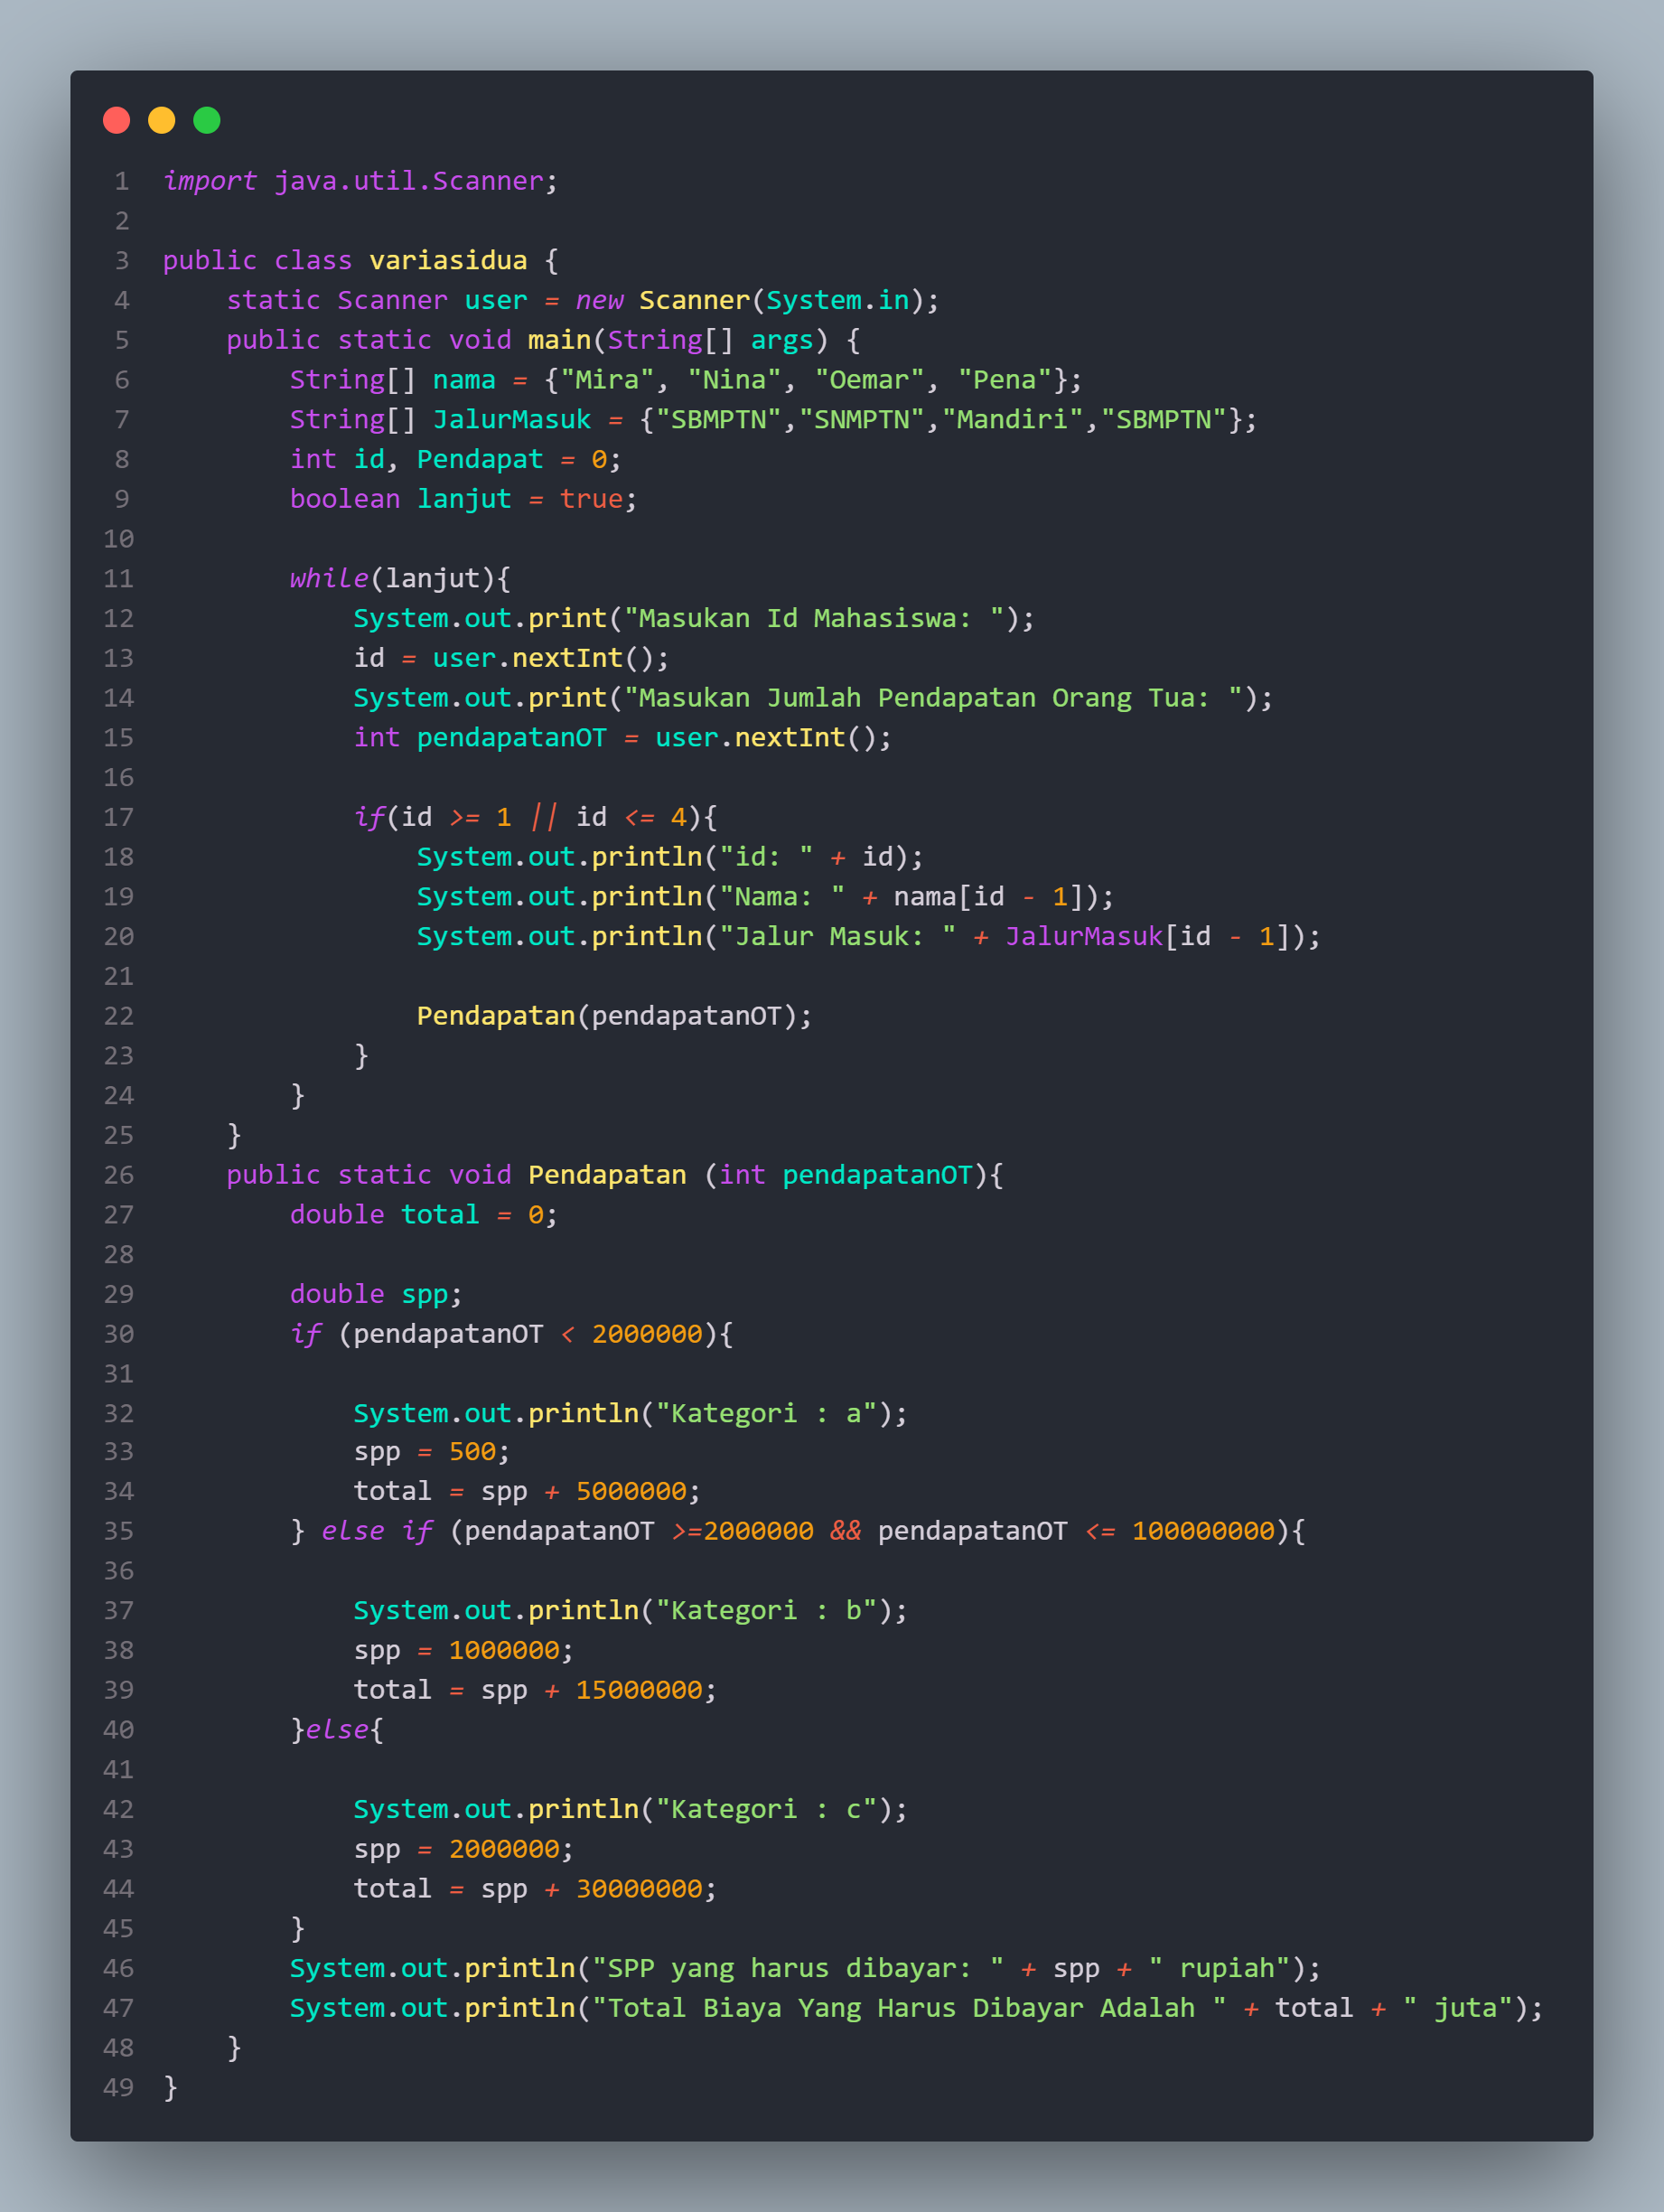 1 import java.util.Scanner;
2
3 public class variasidua {
4     static Scanner user = new Scanner(System.in);
5     public static void main(String[] args) {
6         String[] nama = {"Mira", "Nina", "Oemar", "Pena"};
7         String[] JalurMasuk = {"SBMPTN","SNMPTN","Mandiri","SBMPTN"};
8         int id, Pendapat = 0;
9         boolean lanjut = true;
10
11         while(lanjut){
12             System.out.print("Masukan Id Mahasiswa: ");
13             id = user.nextInt();
14             System.out.print("Masukan Jumlah Pendapatan Orang Tua: ");
15             int pendapatanOT = user.nextInt();
16
17             if(id >= 1 || id <= 4){
18                 System.out.println("id: " + id);
19                 System.out.println("Nama: " + nama[id - 1]);
20                 System.out.println("Jalur Masuk: " + JalurMasuk[id - 1]);
21
22                 Pendapatan(pendapatanOT);
23             }
24         }
25     }
26     public static void Pendapatan (int pendapatanOT){
27         double total = 0;
28
29         double spp;
30         if (pendapatanOT < 2000000){
31
32             System.out.println("Kategori : a");
33             spp = 500;
34             total = spp + 5000000;
35         } else if (pendapatanOT >=2000000 && pendapatanOT <= 100000000){
36
37             System.out.println("Kategori : b");
38             spp = 1000000;
39             total = spp + 15000000;
40         }else{
41
42             System.out.println("Kategori : c");
43             spp = 2000000;
44             total = spp + 30000000;
45         }
46         System.out.println("SPP yang harus dibayar: " + spp + " rupiah");
47         System.out.println("Total Biaya Yang Harus Dibayar Adalah " + total + " juta");
48     }
49 }